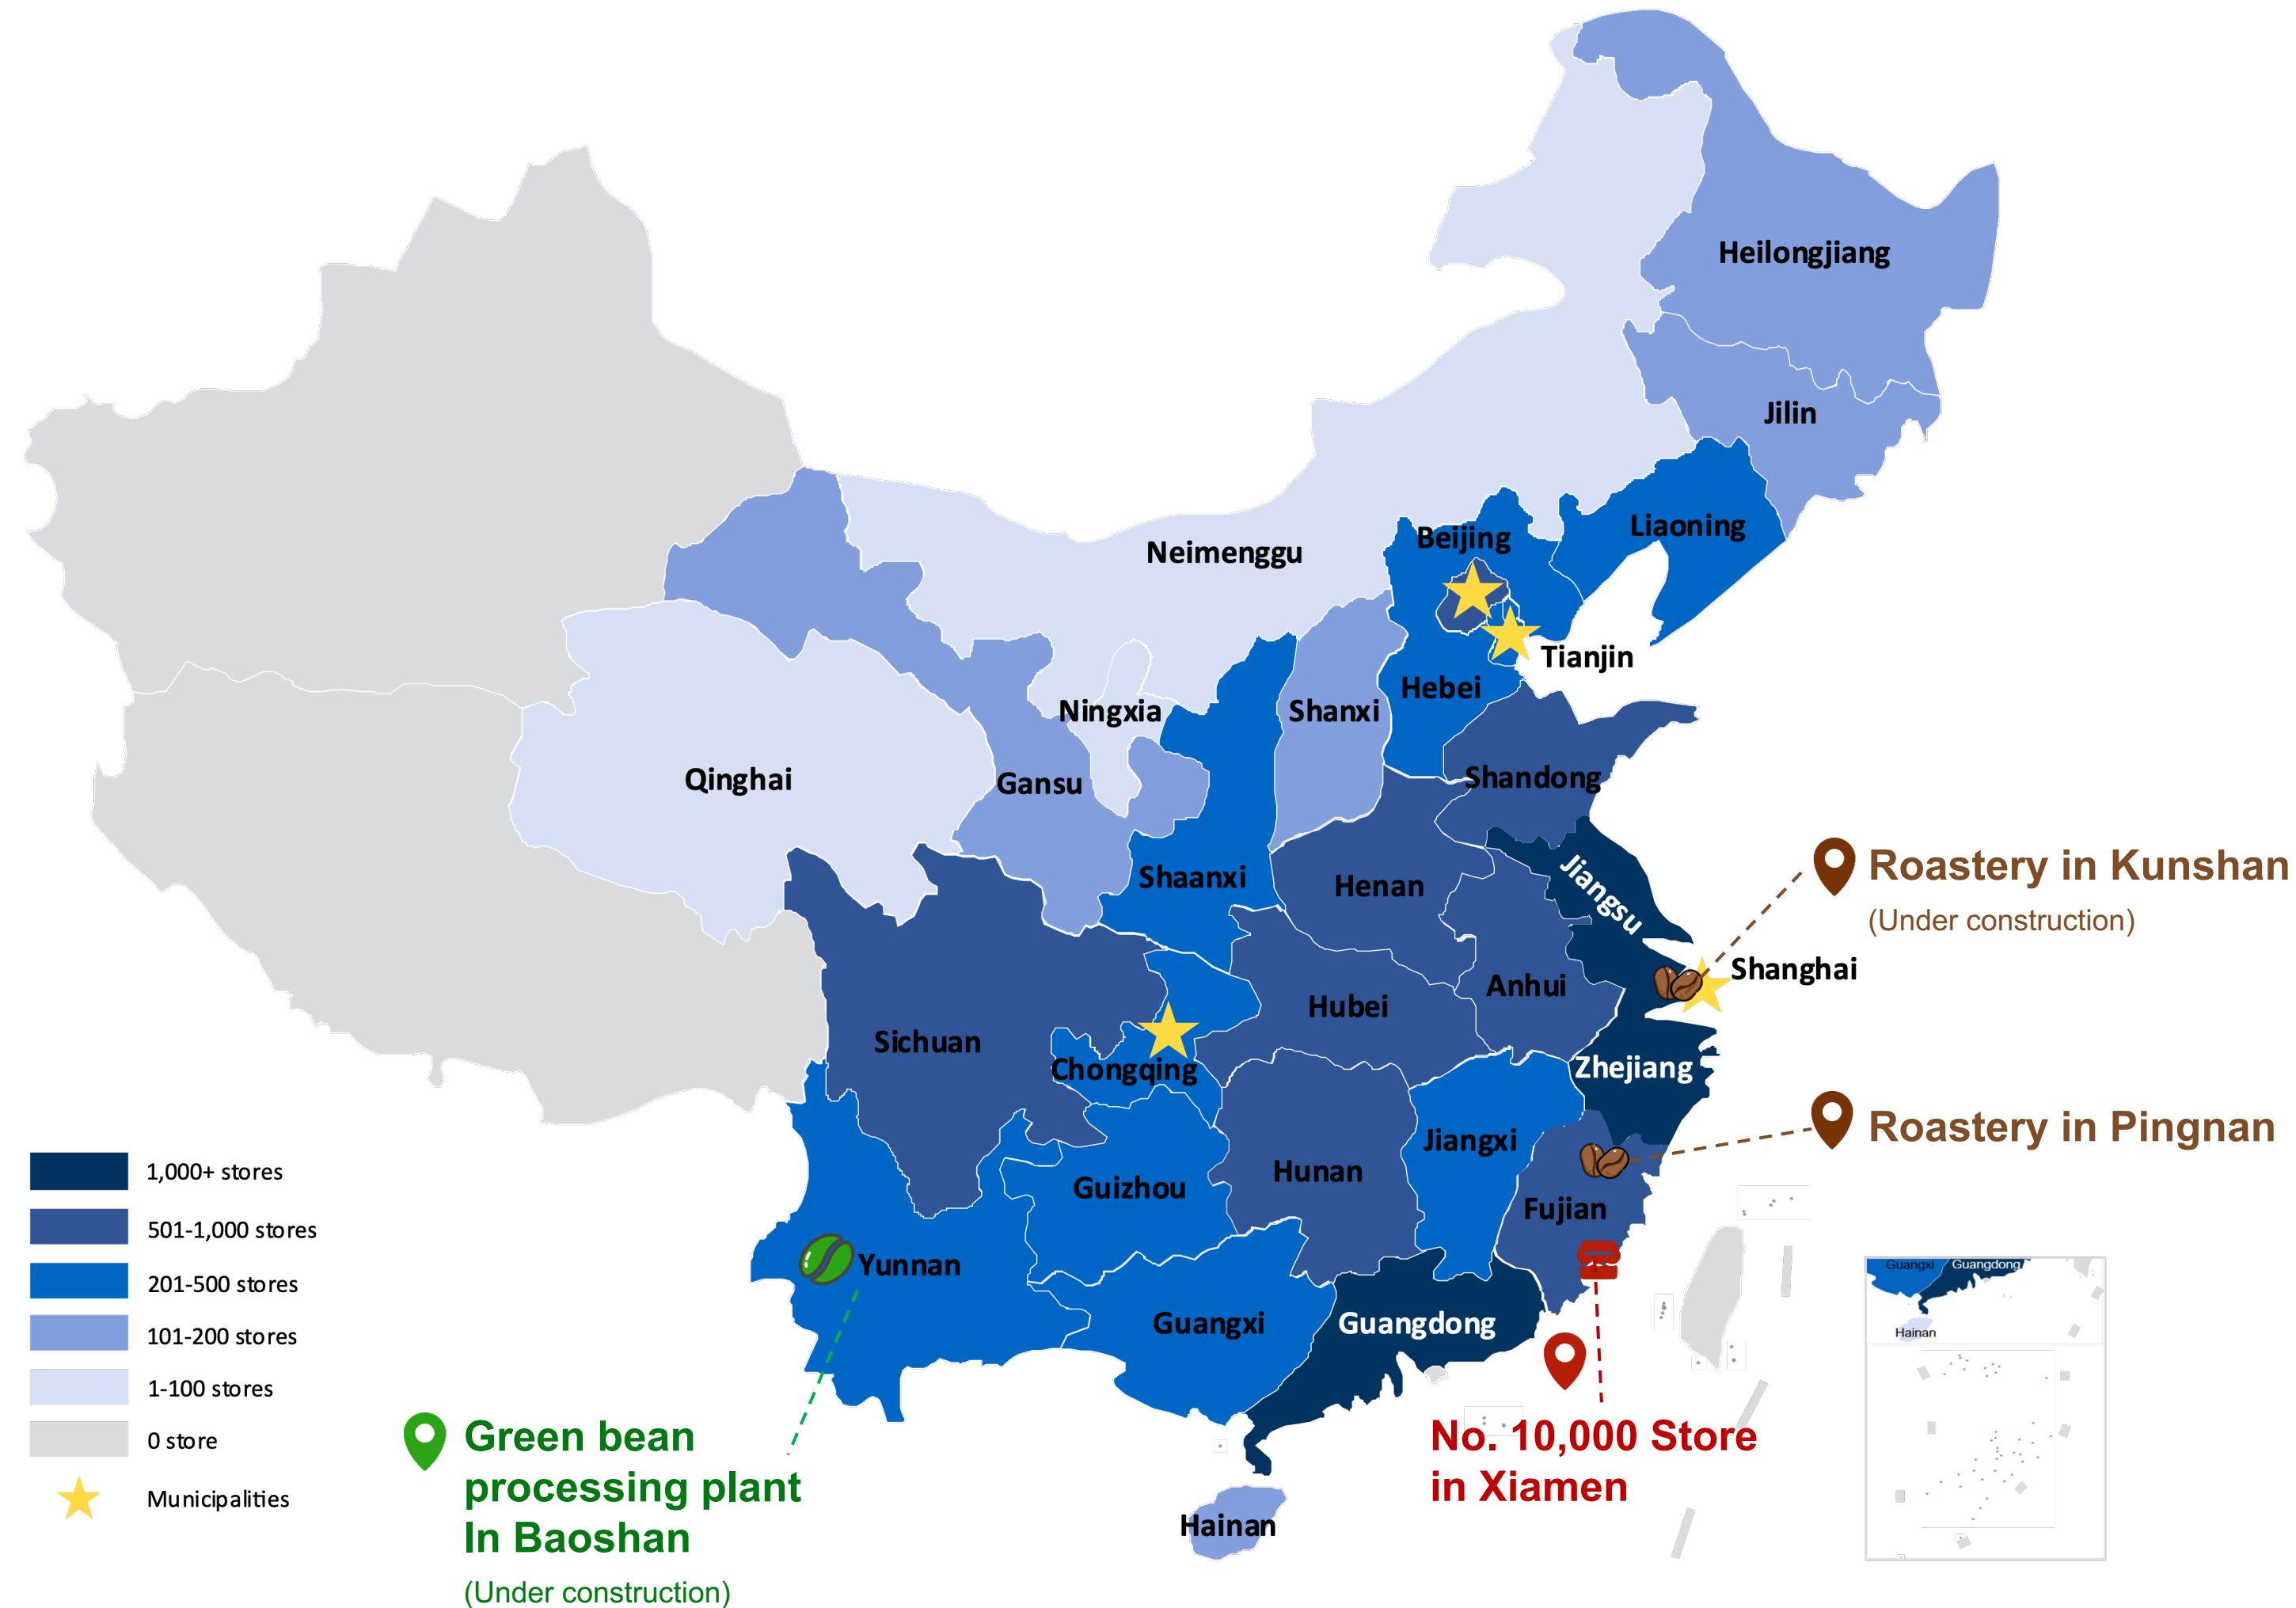 Heilongjiang
Jilin
Liaoning
Beijing
Neimenggu
Tianjin
Hebei
Ningxia
Shanxi
Qinghai
Gansu
Shandong
Shaanxi
Henan
Jiangsu
Roastery in Kunshan
(Under construction)
Shanghai
Anhui
Hubei
Sichuan
Chongqing
Zhejiang
Roastery in Pingnan
Jiangxi
Hunan
Guizhou
Fujian
Yunnan
Guangxi
Guangdong
1,000+ stores
501-1,000 stores
201-500 stores
101-200 stores
1-100 stores
0 store
Municipalities
Green bean
processing plant
In Baoshan
(Under construction)
No. 10,000 Store
in Xiamen
Hainan
Guangxi
Guangdong
Hainan